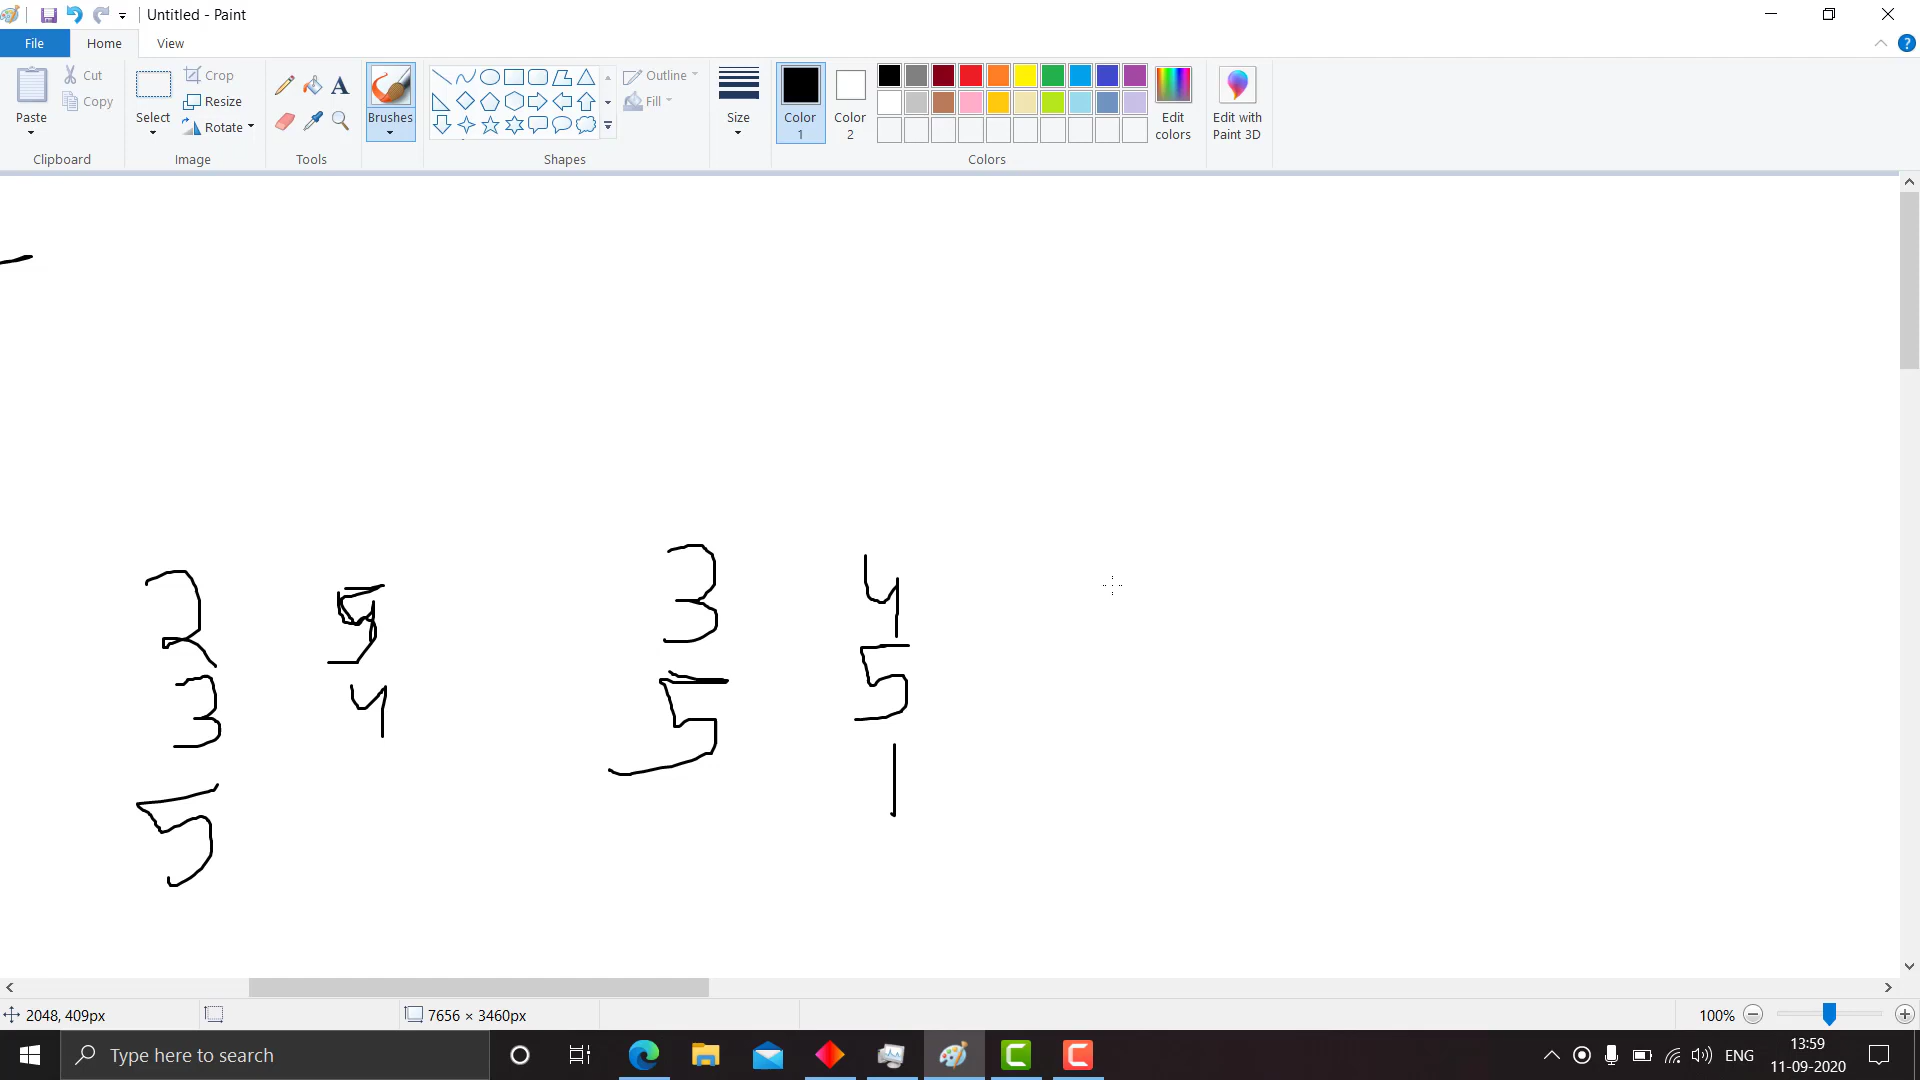 Untitled - Paint
File Home View
Paste
Cut
Copy
Clipboard
Select
Crop
Resize
Rotate
Image
A
Tools
Brushes
Shapes
Outline
Fill
Size
Color 1
Color 2
Colors
Edit colors
Edit with Paint 3D
2 3 4
3 4 5 5
5 1
2048, 409px
7656 × 3460px
100%
Type here to search
ENG
13:59
11-09-2020